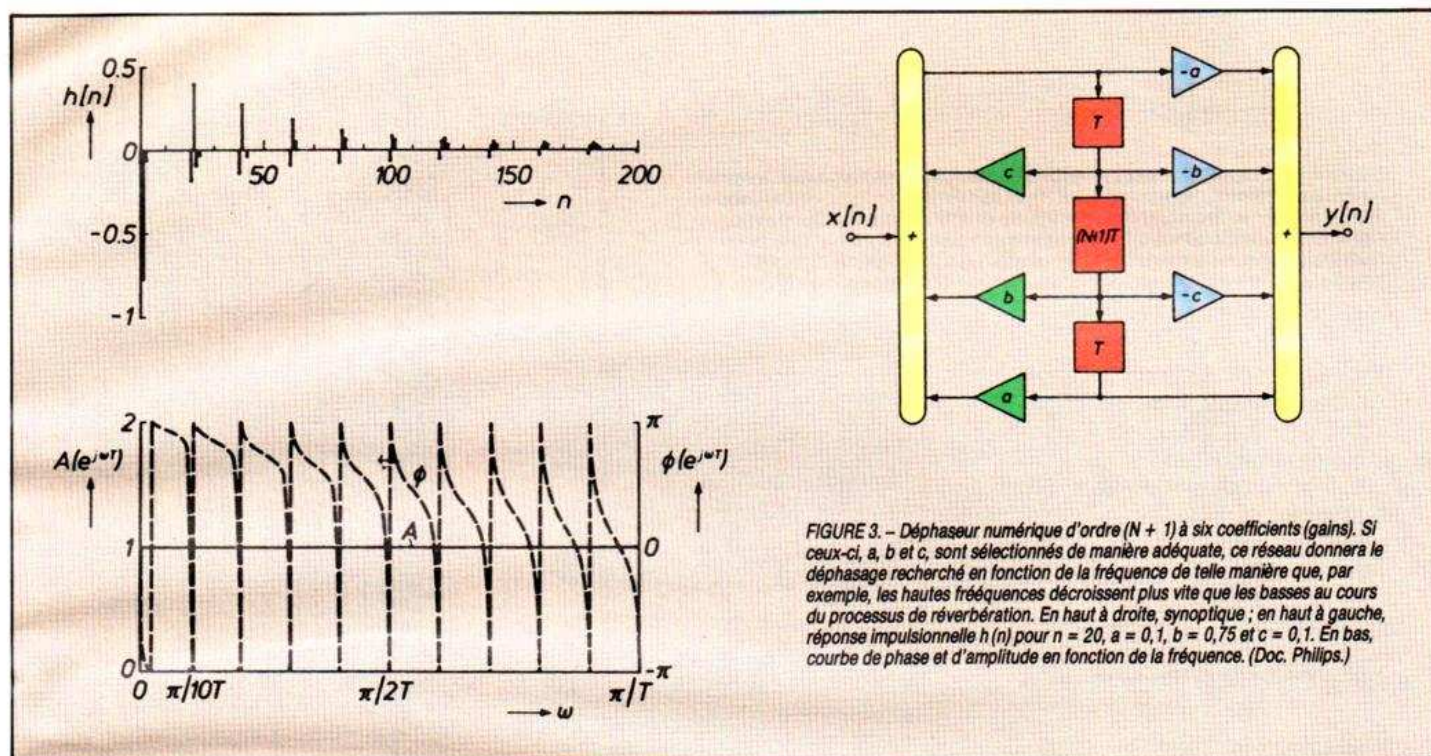 0.5
h[n]
0
-0.5
-1
50
100
150
200
n
2
A(e^jωT)
1
0
π
ϕ(e^jωT)
0
-π
ϕ
A
0
π/10T
π/2T
π/T
ω
-a
T
c
-b
x[n]
+
(N+1)T
+
y[n]
b
-c
T
a
FIGURE 3. – Déphaseur numérique d'ordre (N + 1) à six coefficients (gains). Si
ceux-ci, a, b et c, sont sélectionnés de manière adéquate, ce réseau donnera le
déphasage recherché en fonction de la fréquence de telle manière que, par
exemple, les hautes frééquences décroissent plus vite que les basses au cours
du processus de réverbération. En haut à droite, synoptique ; en haut à gauche,
réponse impulsionnelle h (n) pour n = 20, a = 0,1, b = 0,75 et c = 0,1. En bas,
courbe de phase et d'amplitude en fonction de la fréquence. (Doc. Philips.)